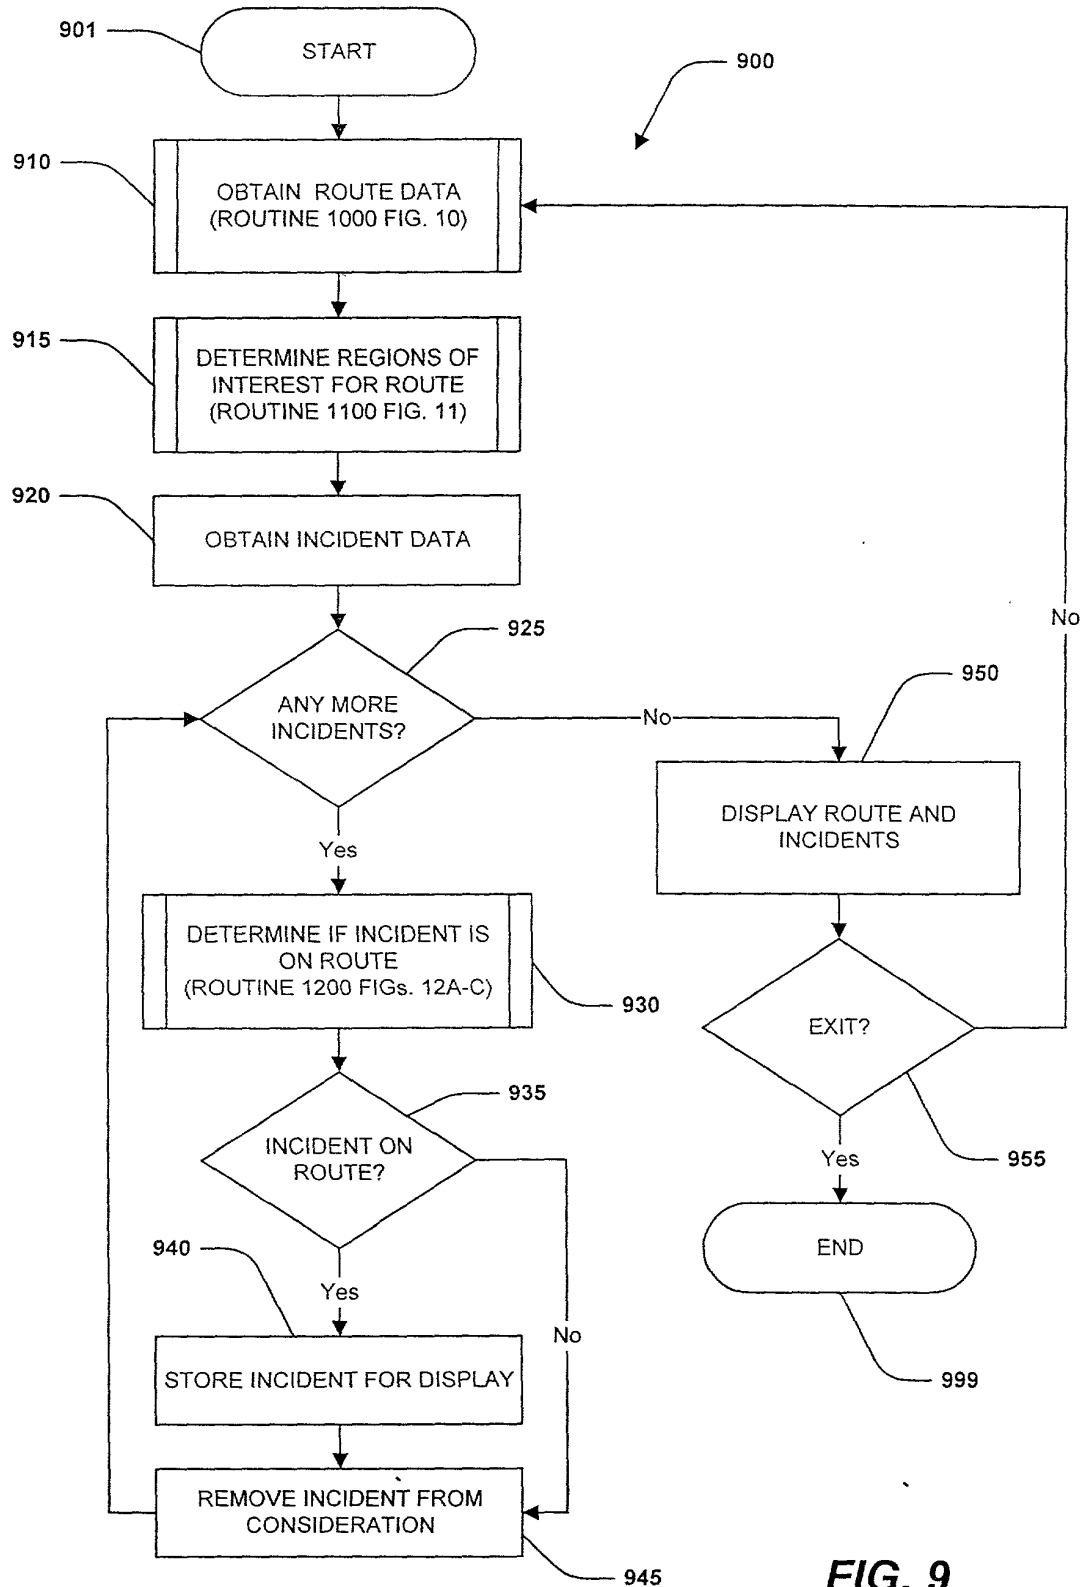 901
START
900
910
OBTAIN ROUTE DATA
(ROUTINE 1000 FIG. 10)
915
DETERMINE REGIONS OF
INTEREST FOR ROUTE
(ROUTINE 1100 FIG. 11)
920
OBTAIN INCIDENT DATA
925
ANY MORE
INCIDENTS?
No
Yes
950
DISPLAY ROUTE AND
INCIDENTS
No
DETERMINE IF INCIDENT IS
ON ROUTE
(ROUTINE 1200 FIGs. 12A-C)
930
EXIT?
955
Yes
935
INCIDENT ON
ROUTE?
END
999
940
Yes
No
STORE INCIDENT FOR DISPLAY
REMOVE INCIDENT FROM
CONSIDERATION
945
FIG. 9